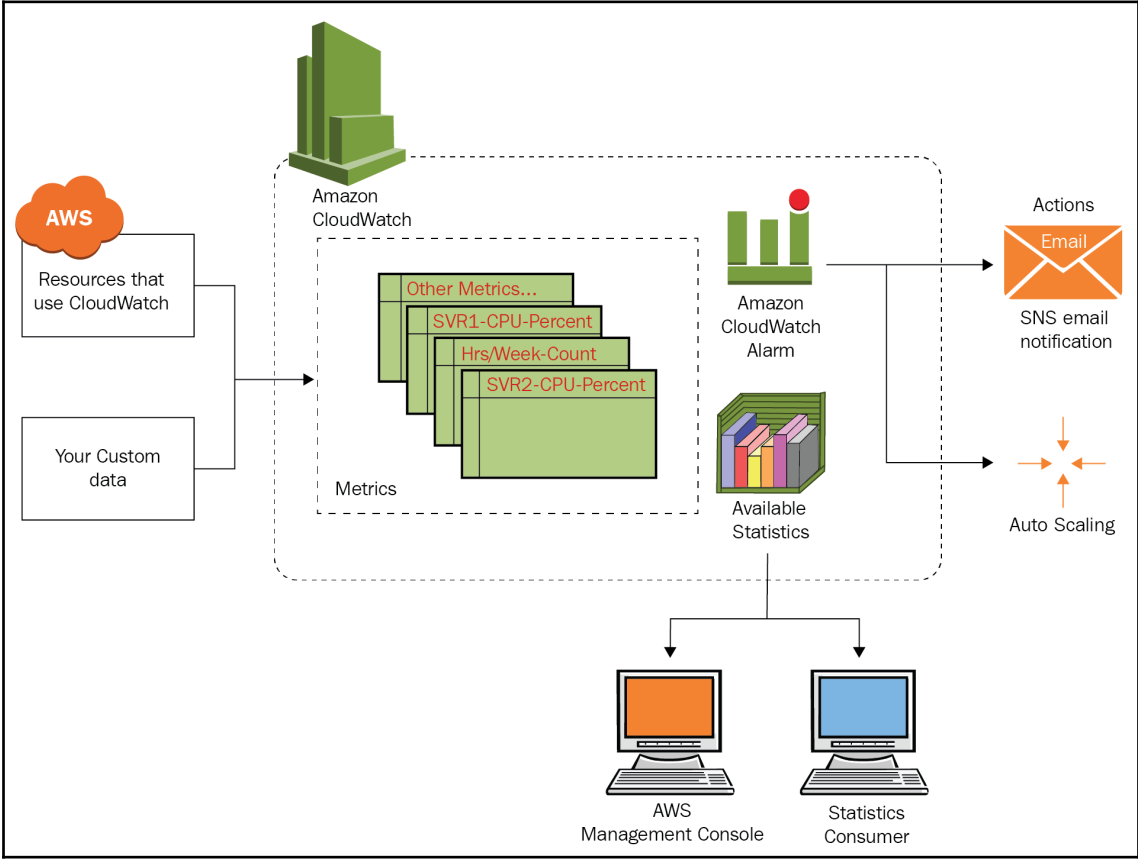 Amazon
CloudWatch
AWS
Resources that
use CloudWatch
Your Custom
data
Other Metrics...
SVR1-CPU-Percent
Hrs/Week-Count
SVR2-CPU-Percent
Metrics
Amazon
CloudWatch
Alarm
Available
Statistics
Actions
Email
SNS email
notification
Auto Scaling
AWS
Management Console
Statistics
Consumer